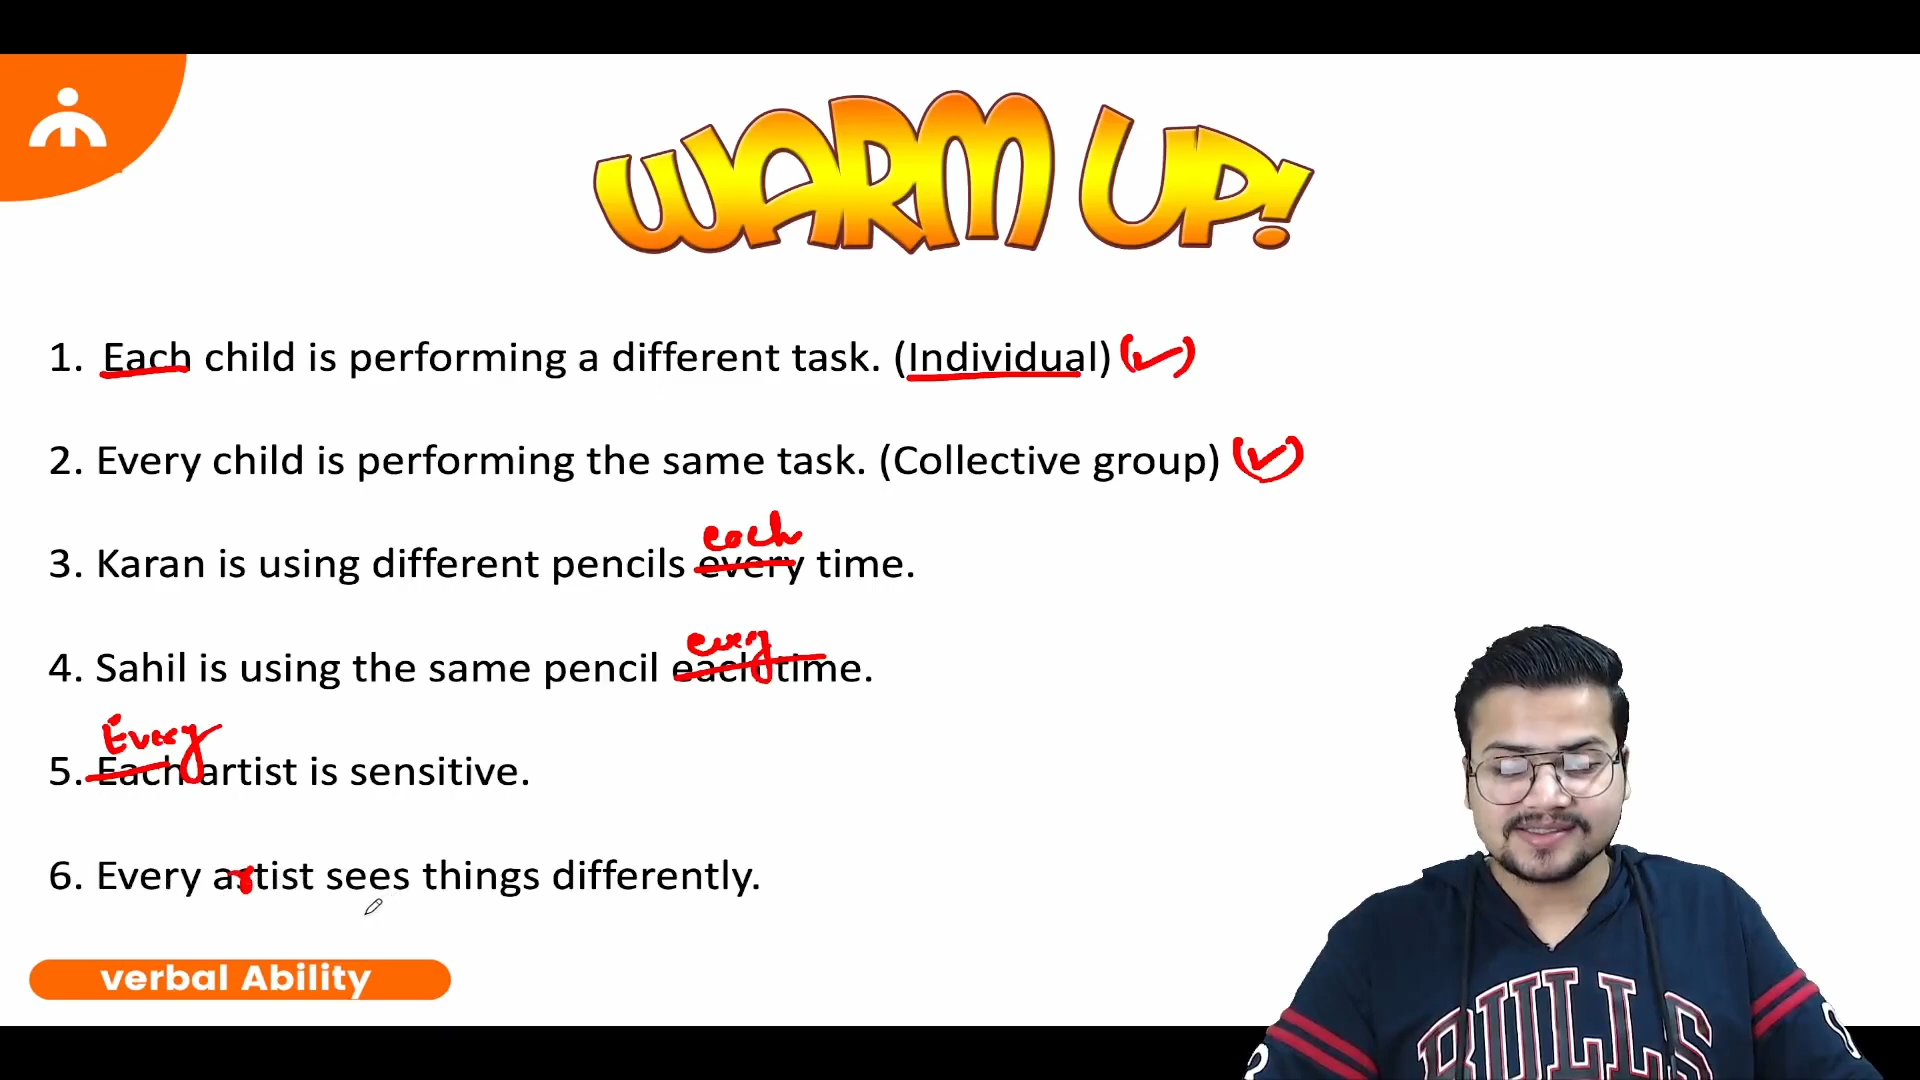 WARM UP!
1. Each child is performing a different task. (Individual)
2. Every child is performing the same task. (Collective group)
each
3. Karan is using different pencils every time.
every
4. Sahil is using the same pencil each time.
Every
5. Each artist is sensitive.
6. Every artist sees things differently.
verbal Ability
BULLS